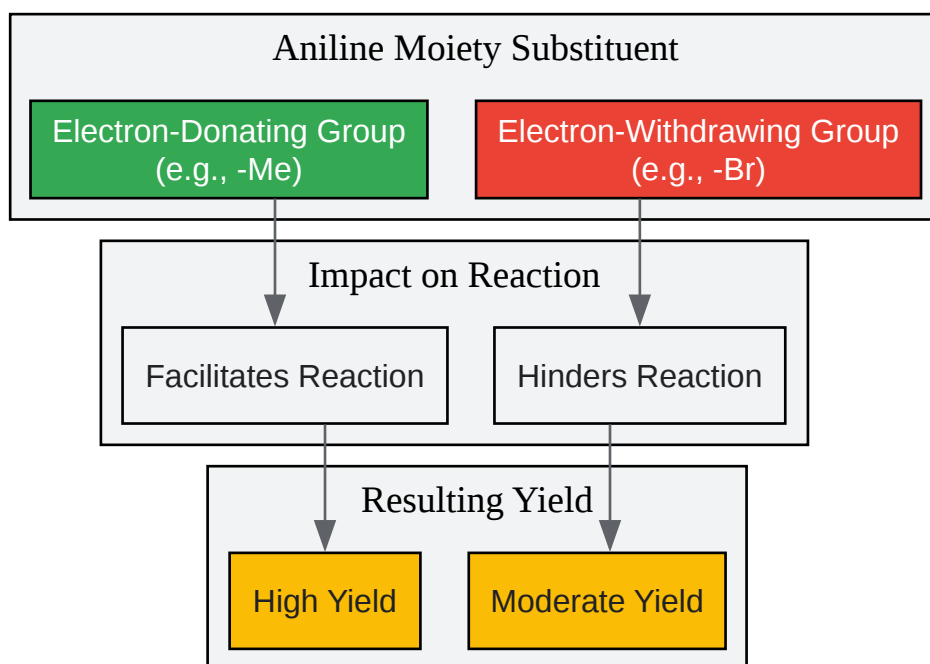 Aniline Moiety Substituent
Electron-Donating Group
(e.g., -Me)
Electron-Withdrawing Group
(e.g., -Br)
Impact on Reaction
Facilitates Reaction
Hinders Reaction
Resulting Yield
High Yield
Moderate Yield